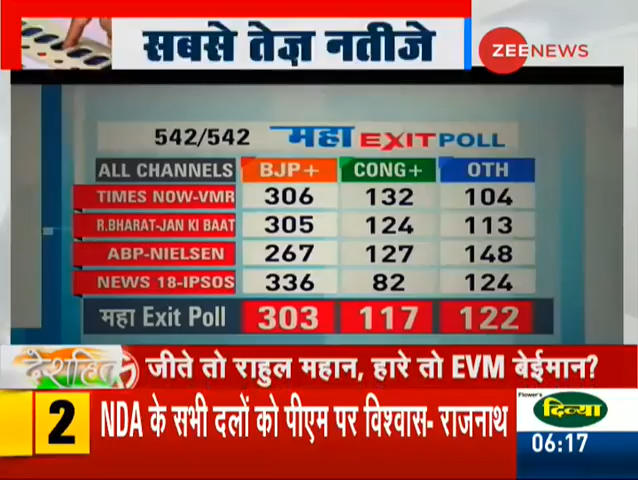 सबसे तेज़ नतीजे
ZEE NEWS
542/542 महा EXIT POLL
ALL CHANNELS BJP+ CONG+ OTH
TIMES NOW-VMR 306 132 104
R.BHARAT-JAN KI BAAT 305 124 113
ABP-NIELSEN 267 127 148
NEWS 18-IPSOS 336 82 124
महा Exit Poll 303 117 122
देशहित जीते तो राहुल महान, हारे तो EVM बेईमान?
2 NDA के सभी दलों को पीएम पर विश्वास- राजनाथ
Flower's
दिव्या
06:17